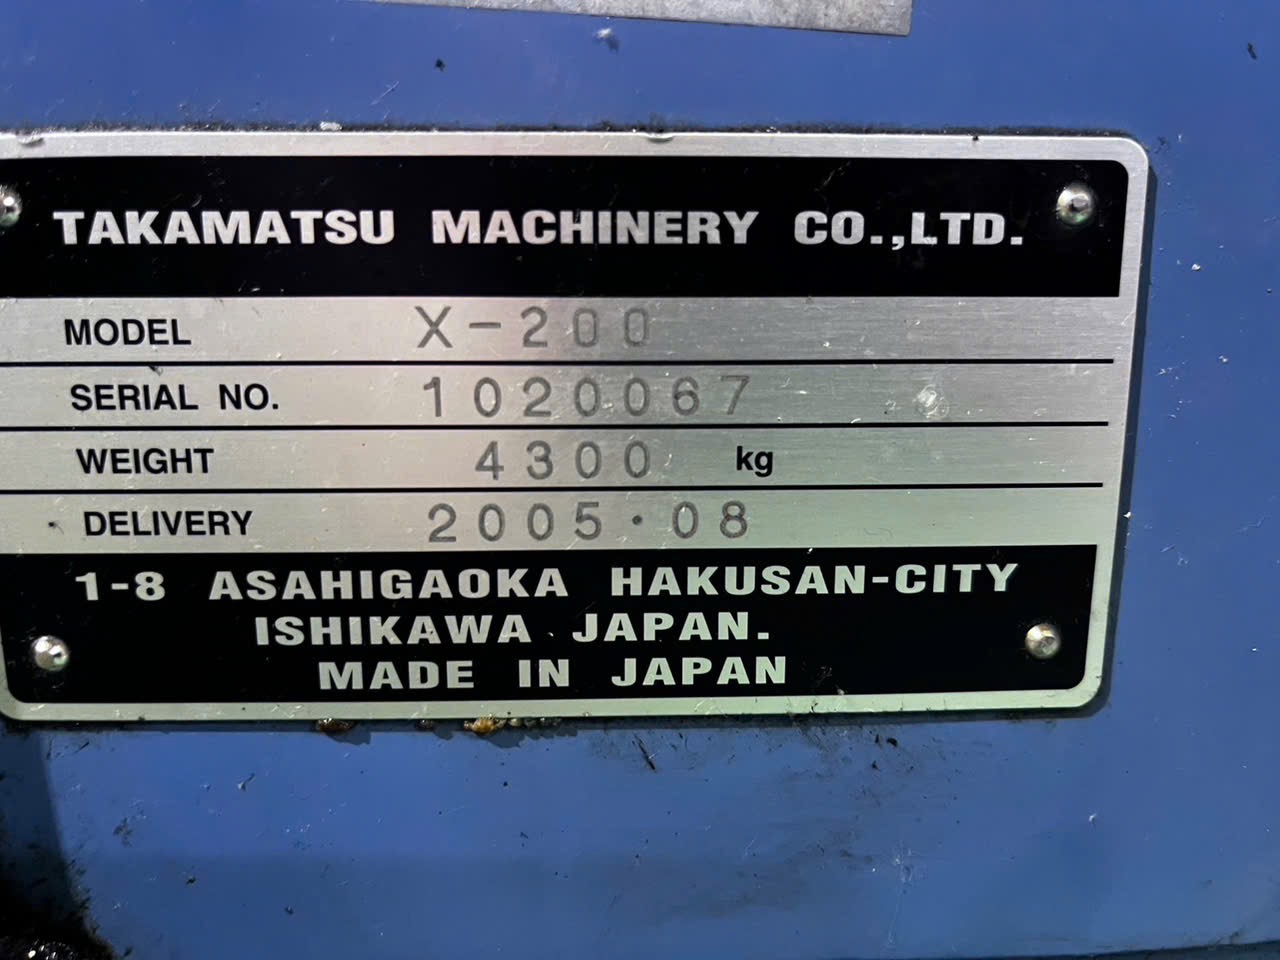 TAKAMATSU MACHINERY CO.,LTD.
MODEL X-200
SERIAL NO. 1020067
WEIGHT 4300 kg
DELIVERY 2005·08
1-8 ASAHIGAOKA HAKUSAN-CITY
ISHIKAWA JAPAN.
MADE IN JAPAN